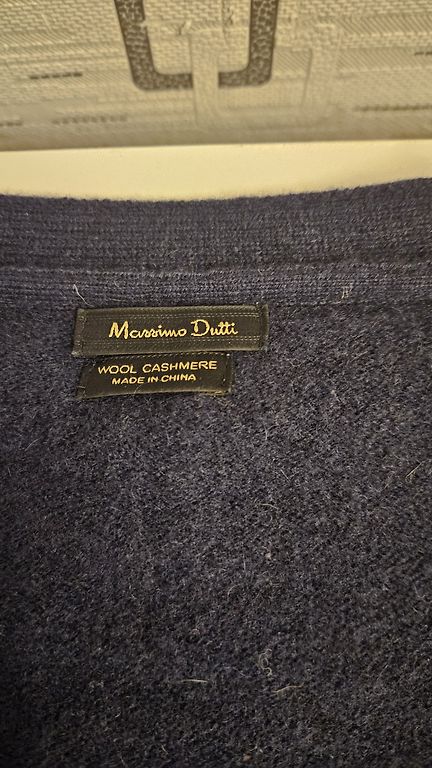 Massimo Dutti
WOOL CASHMERE
MADE IN CHINA